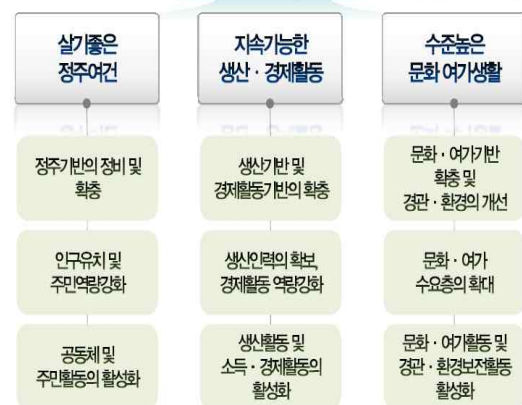 살기좋은
정주여건
정주기반의 정비 및
확충
인구유치 및
주민역량강화
공동체 및
주민활동의 활성화
지속가능한
생산 · 경제활동
생산기반 및
경제활동기반의 확충
생산인력의 확보,
경제활동 역량강화
생산활동 및
소득 · 경제활동의
활성화
수준높은
문화 여가생활
문화 · 여가기반
확충 및
경관 · 환경의 개선
문화 · 여가
수요층의 확대
문화 · 여가활동 및
경관 · 환경보전활동
활성화